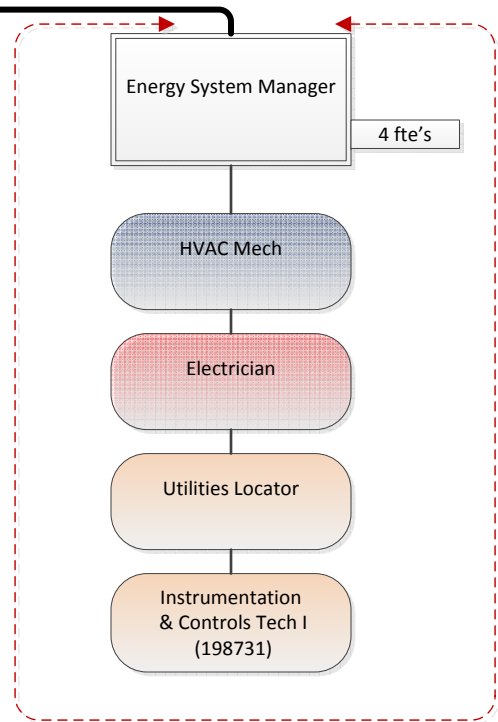 Energy System Manager
4 fte’s
HVAC Mech
Electrician
Utilities Locator
Instrumentation
& Controls Tech I
(198731)